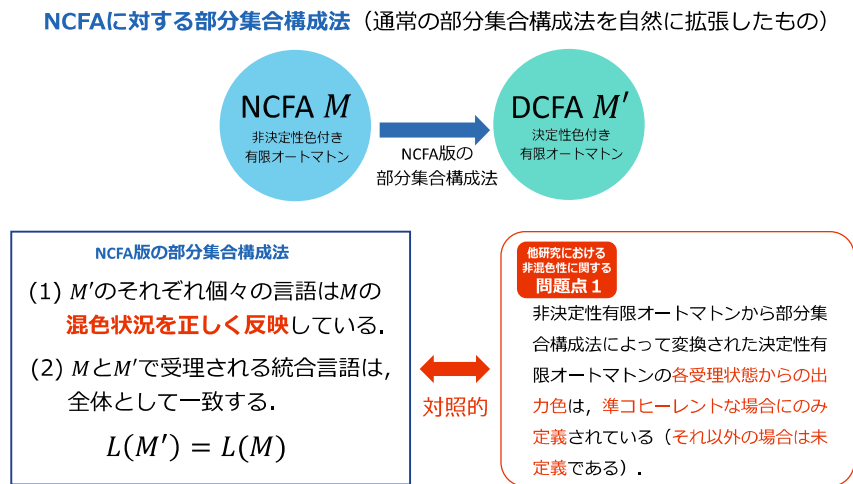 NCFAに対する部分集合構成法（通常の部分集合構成法を自然に拡張したもの）
NCFA M
非決定性色付き
有限オートマトン
NCFA版の
部分集合構成法
DCFA M′
決定性色付き
有限オートマトン
NCFA版の部分集合構成法
(1) M′のそれぞれ個々の言語はMの
混色状況を正しく反映している．
(2) MとM′で受理される統合言語は，
全体として一致する．
L(M′) = L(M)
対照的
他研究における
非混色性に関する
問題点１
非決定性有限オートマトンから部分集
合構成法によって変換された決定性有
限オートマトンの各受理状態からの出
力色は，準コヒーレントな場合にのみ
定義されている（それ以外の場合は未
定義である）．